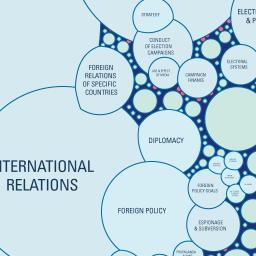 STRATEGY
ELECTI
& P
CONDUCT
OF ELECTION
CAMPAIGNS
ELECTORAL
SYSTEMS
FOREIGN
RELATIONS
OF SPECIFIC
COUNTRIES
CAMPAIGN
FINANCE
DIPLOMACY
NTERNATIONAL
RELATIONS
FOREIGN
POLICY GOALS
FOREIGN POLICY
ESPIONAGE
& SUBVERSION